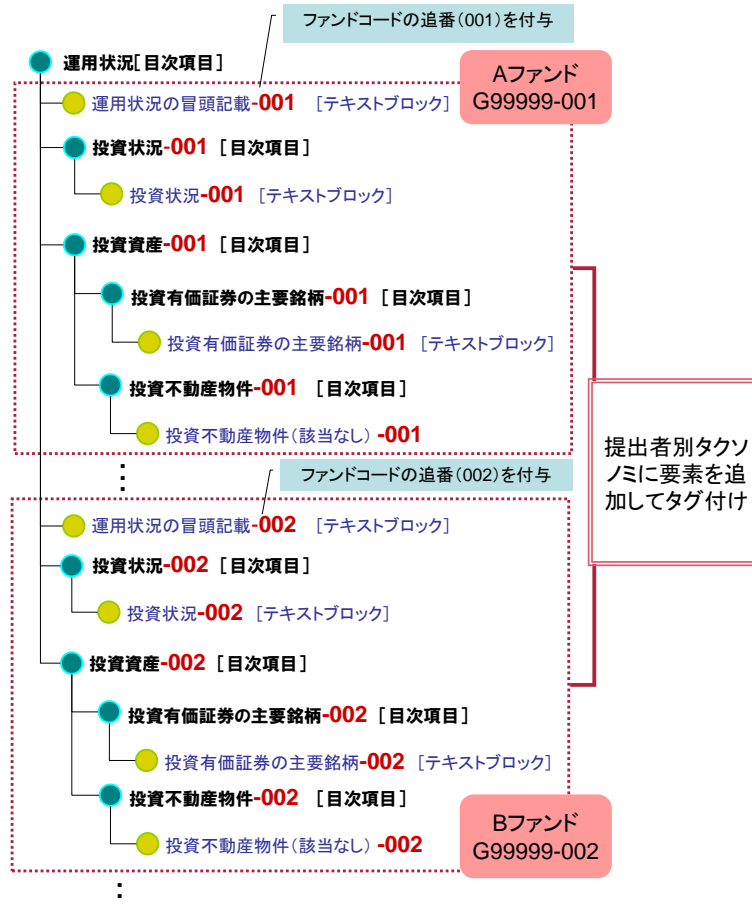 ファンドコードの追番(001)を付与
運用状況[目次項目]
Aファンド
G99999-001
運用状況の冒頭記載-001 [テキストブロック]
投資状況-001 [目次項目]
投資状況-001 [テキストブロック]
投資資産-001 [目次項目]
投資有価証券の主要銘柄-001 [目次項目]
投資有価証券の主要銘柄-001 [テキストブロック]
投資不動産物件-001 [目次項目]
投資不動産物件(該当なし) -001
提出者別タクソ
ノミに要素を追
加してタグ付け
ファンドコードの追番(002)を付与
運用状況の冒頭記載-002 [テキストブロック]
投資状況-002 [目次項目]
投資状況-002 [テキストブロック]
投資資産-002 [目次項目]
投資有価証券の主要銘柄-002 [目次項目]
投資有価証券の主要銘柄-002 [テキストブロック]
投資不動産物件-002 [目次項目]
投資不動産物件(該当なし) -002
Bファンド
G99999-002